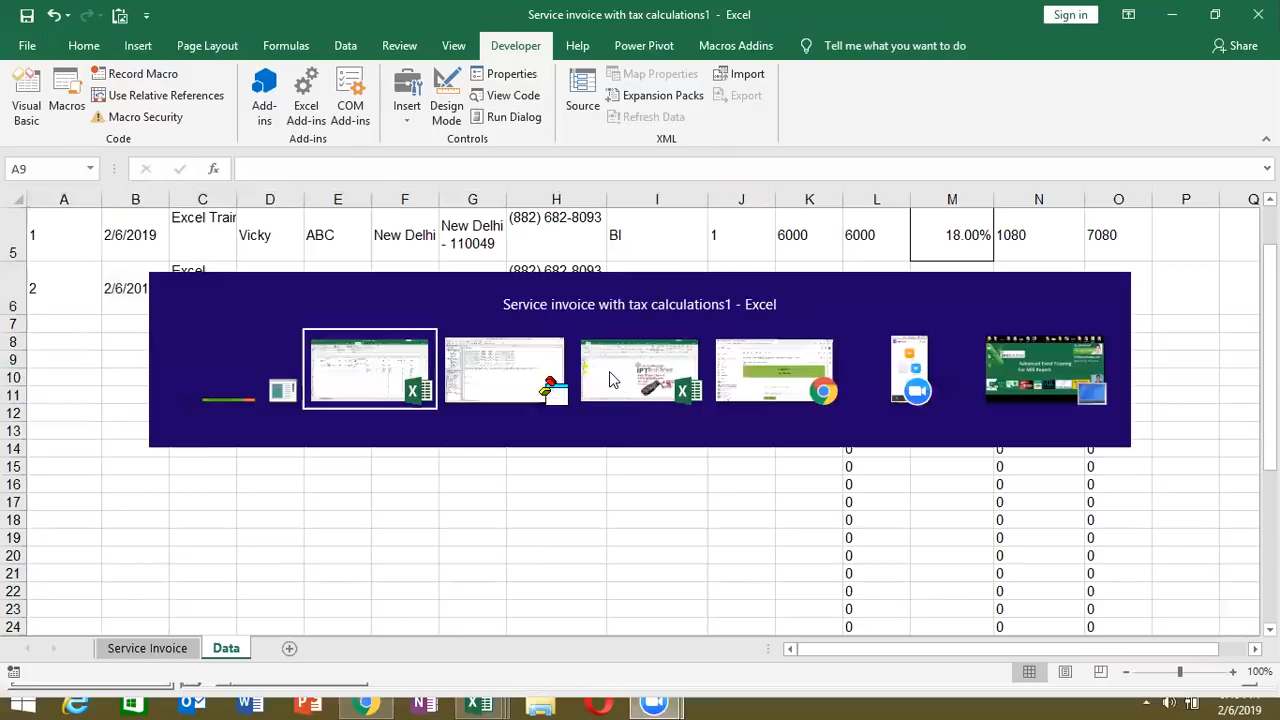 Service invoice with tax calculations1 - Excel
Sign in
File Home Insert Page Layout Formulas Data Review View Developer Help Power Pivot Macros Addins Tell me what you want to do Share
Visual Basic
Macros
Record Macro
Use Relative References
Macro Security
Code
Add-ins
Excel Add-ins
COM Add-ins
Add-ins
Insert
Design Mode
Properties
View Code
Run Dialog
Controls
Source
Map Properties
Expansion Packs
Refresh Data
Import
Export
XML
A9
fx
A B C D E F G H I J K L M N O P Q
5 1 2/6/2019 Excel Train Vicky ABC New Delhi New Delhi - 110049 (882) 682-8093 BI 1 6000 6000 18.00% 1080 7080
6 2 2/6/201 Excel (882) 682-8093
Service invoice with tax calculations1 - Excel
7
8
9
10
11
12
13
14 0 0 0
15 0 0 0
16 0 0 0
17 0 0 0
18 0 0 0
19 0 0 0
20 0 0 0
21 0 0 0
22 0 0 0
23 0 0 0
24 0 0 0
Service Invoice Data
100%
2/6/2019